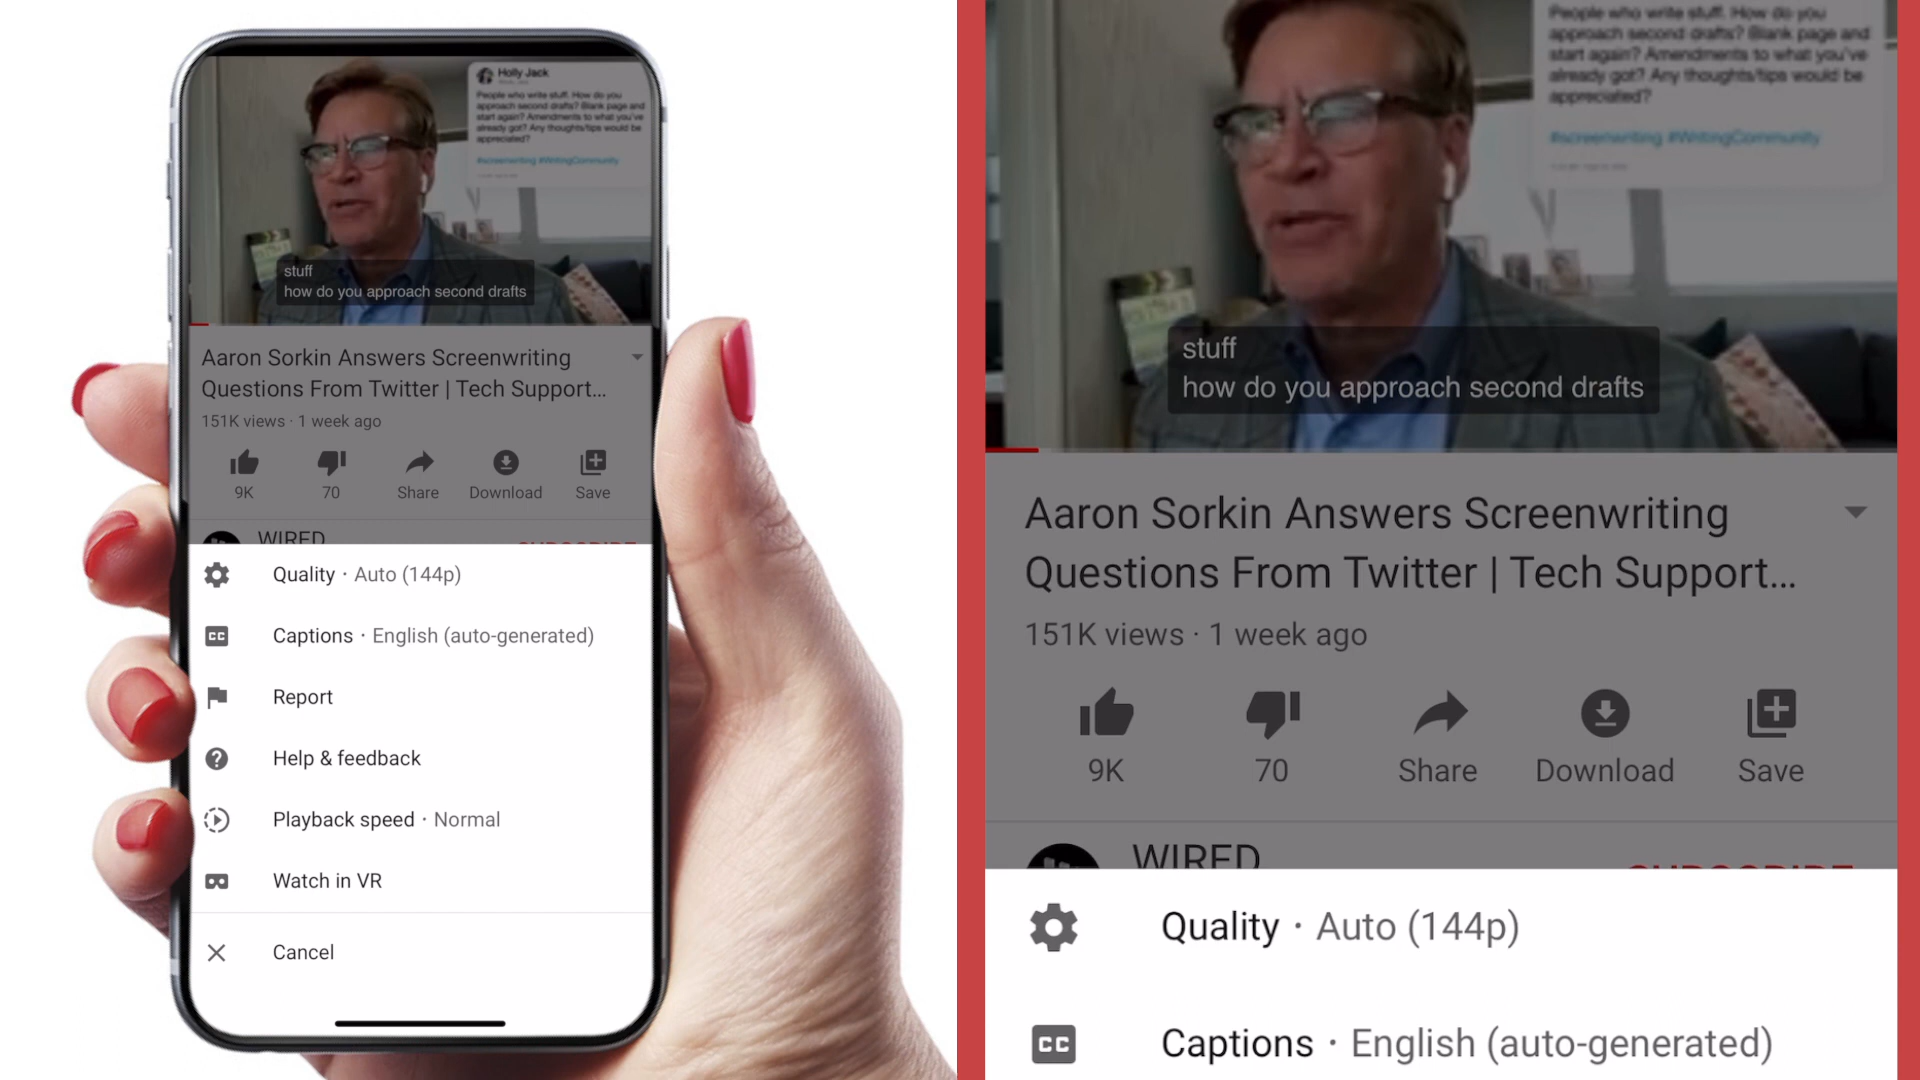 Holly Jack
People who write stuff. How do you
approach second drafts? Blank page and
start again? Amendments to what you've
already got? Any thoughts/tips would be
appreciated?
#screenwriting #WritingCommunity
stuff
how do you approach second drafts
Aaron Sorkin Answers Screenwriting
Questions From Twitter | Tech Support...
151K views · 1 week ago
9K 70 Share Download Save
WIRED
SUBSCRIBE
Quality · Auto (144p)
CC Captions · English (auto-generated)
Report
Help & feedback
Playback speed · Normal
Watch in VR
Cancel
People who write stuff. How do you
approach second drafts? Blank page and
start again? Amendments to what you've
already got? Any thoughts/tips would be
appreciated?
#screenwriting #WritingCommunity
stuff
how do you approach second drafts
Aaron Sorkin Answers Screenwriting
Questions From Twitter | Tech Support...
151K views · 1 week ago
9K 70 Share Download Save
WIRED
SUBSCRIBE
Quality · Auto (144p)
CC Captions · English (auto-generated)